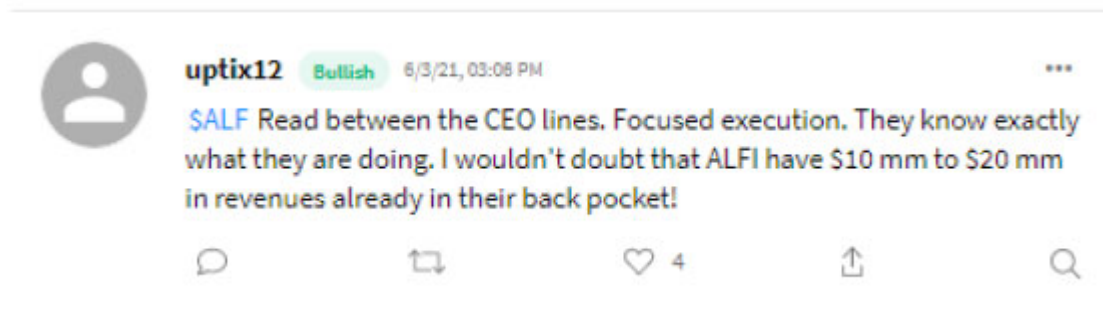 uptix12 Bullish 6/3/21, 03:06 PM
$ALF Read between the CEO lines. Focused execution. They know exactly
what they are doing. I wouldn't doubt that ALFI have $10 mm to $20 mm
in revenues already in their back pocket!
4